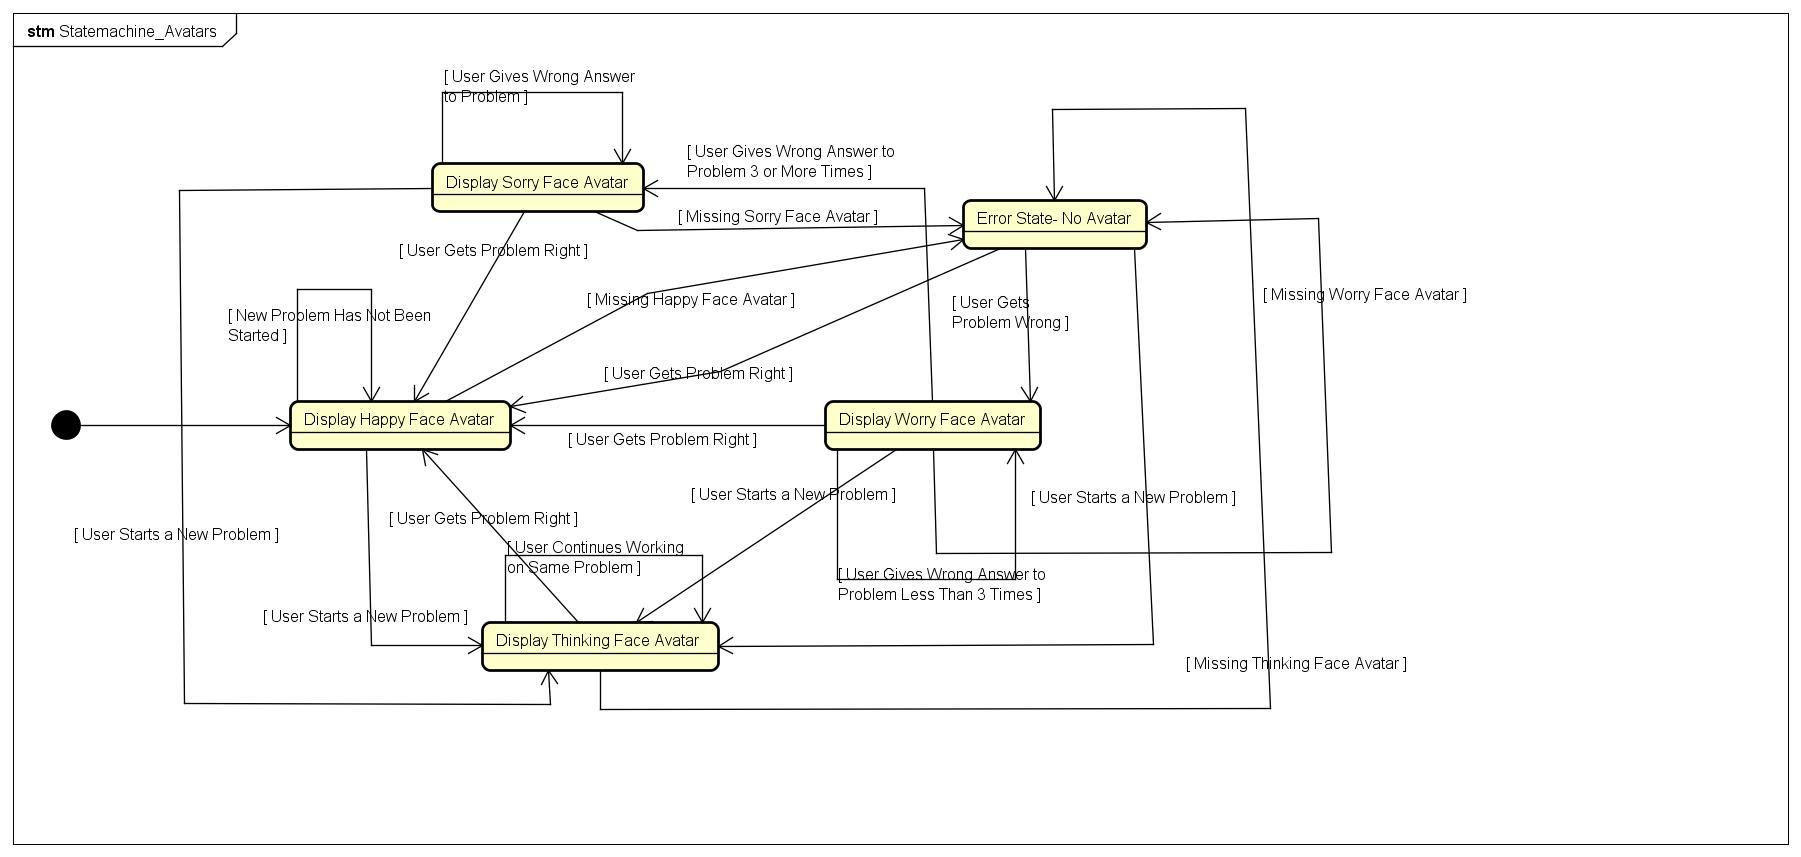 stm Statemachine_Avatars
[ User Gives Wrong Answer
to Problem ]
[ User Gives Wrong Answer to
Problem 3 or More Times ]
Display Sorry Face Avatar
[ Missing Sorry Face Avatar ]
Error State- No Avatar
[ User Gets Problem Right ]
[ Missing Happy Face Avatar ]
[ User Gets
Problem Wrong ]
[ Missing Worry Face Avatar ]
[ New Problem Has Not Been
Started ]
[ User Gets Problem Right ]
Display Happy Face Avatar
Display Worry Face Avatar
[ User Gets Problem Right ]
[ User Starts a New Problem ]
[ User Starts a New Problem ]
[ User Gets Problem Right ]
[ User Starts a New Problem ]
[ User Continues Working
on Same Problem ]
[ User Gives Wrong Answer to
Problem Less Than 3 Times ]
[ User Starts a New Problem ]
Display Thinking Face Avatar
[ Missing Thinking Face Avatar ]